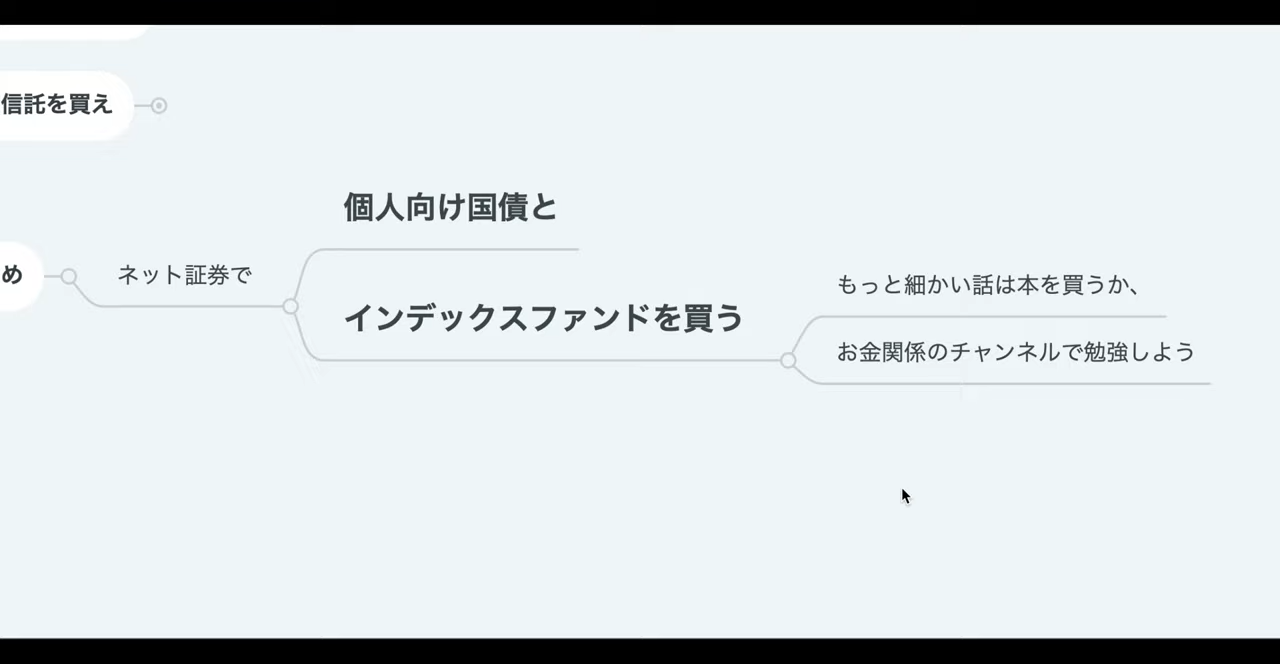 信託を買え
個人向け国債と
め
ネット証券で
もっと細かい話は本を買うか、
インデックスファンドを買う
お金関係のチャンネルで勉強しよう